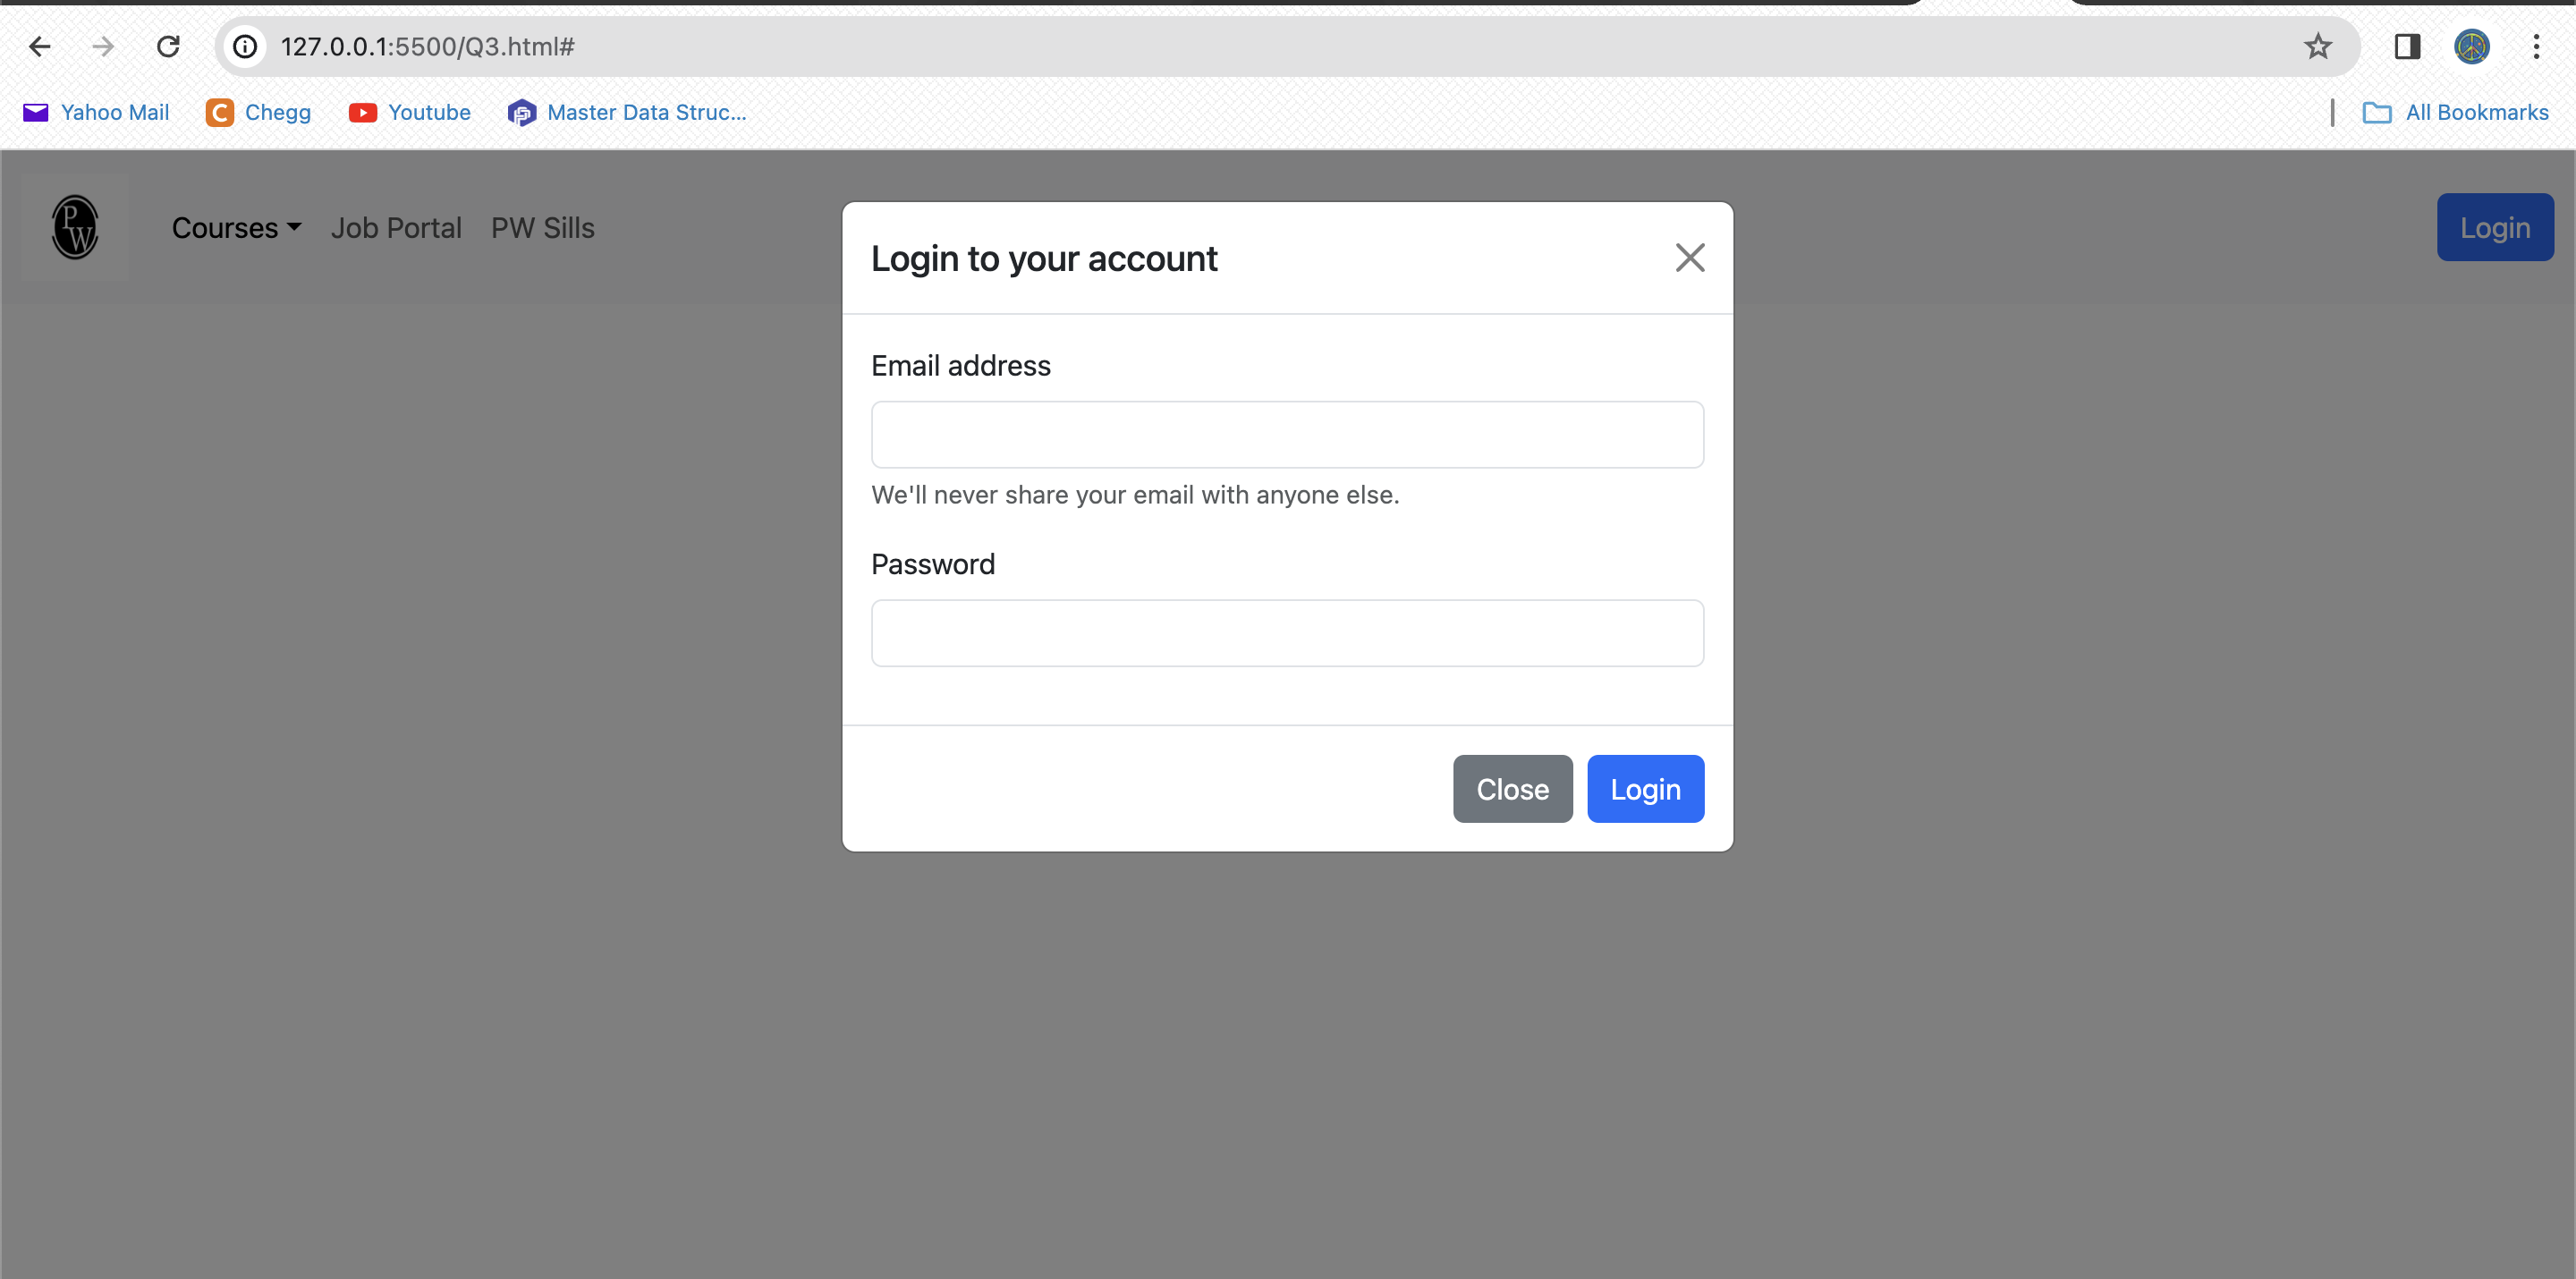 127.0.0.1:5500/Q3.html#
Yahoo Mail
Chegg
Youtube
Master Data Struc...
All Bookmarks
PW
Courses
Job Portal
PW Sills
Login
Login to your account
Email address
We'll never share your email with anyone else.
Password
Close
Login